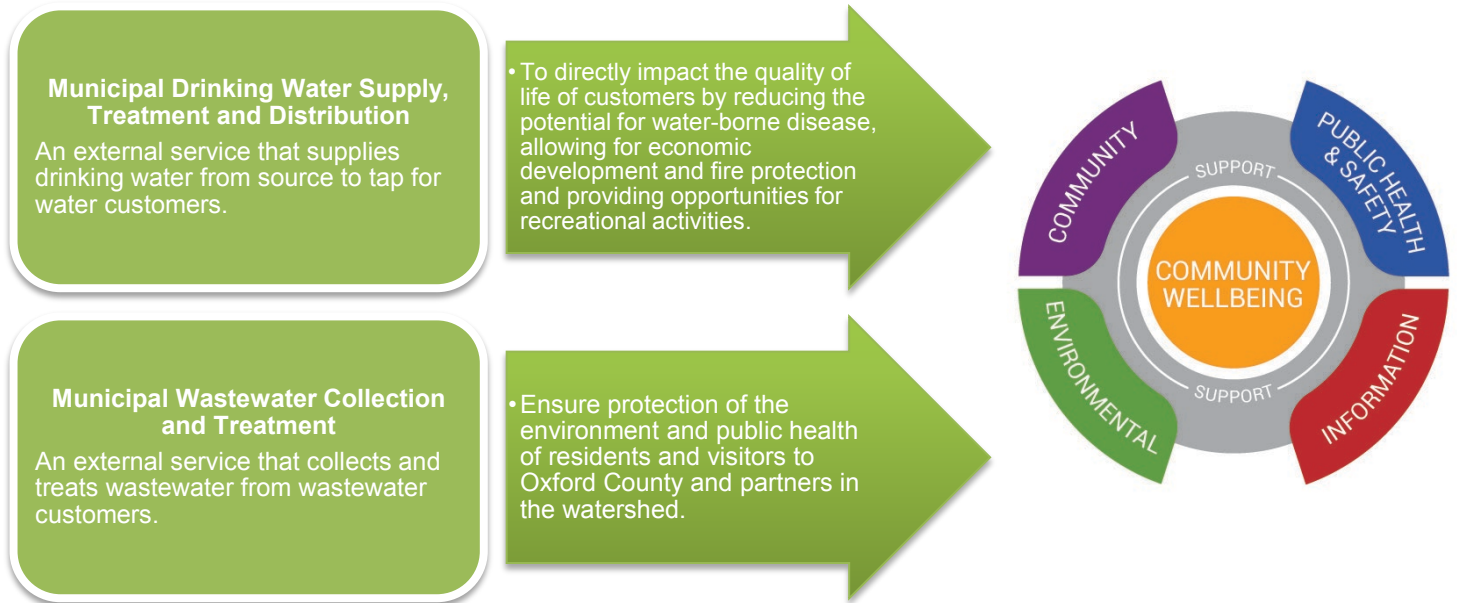 Municipal Drinking Water Supply,
Treatment and Distribution
An external service that supplies
drinking water from source to tap for
water customers.
• To directly impact the quality of
life of customers by reducing the
potential for water-borne disease,
allowing for economic
development and fire protection
and providing opportunities for
recreational activities.
Municipal Wastewater Collection
and Treatment
An external service that collects and
treats wastewater from wastewater
customers.
• Ensure protection of the
environment and public health
of residents and visitors to
Oxford County and partners in
the watershed.
COMMUNITY
PUBLIC HEALTH
& SAFETY
SUPPORT
COMMUNITY
WELLBEING
ENVIRONMENTAL
SUPPORT
INFORMATION